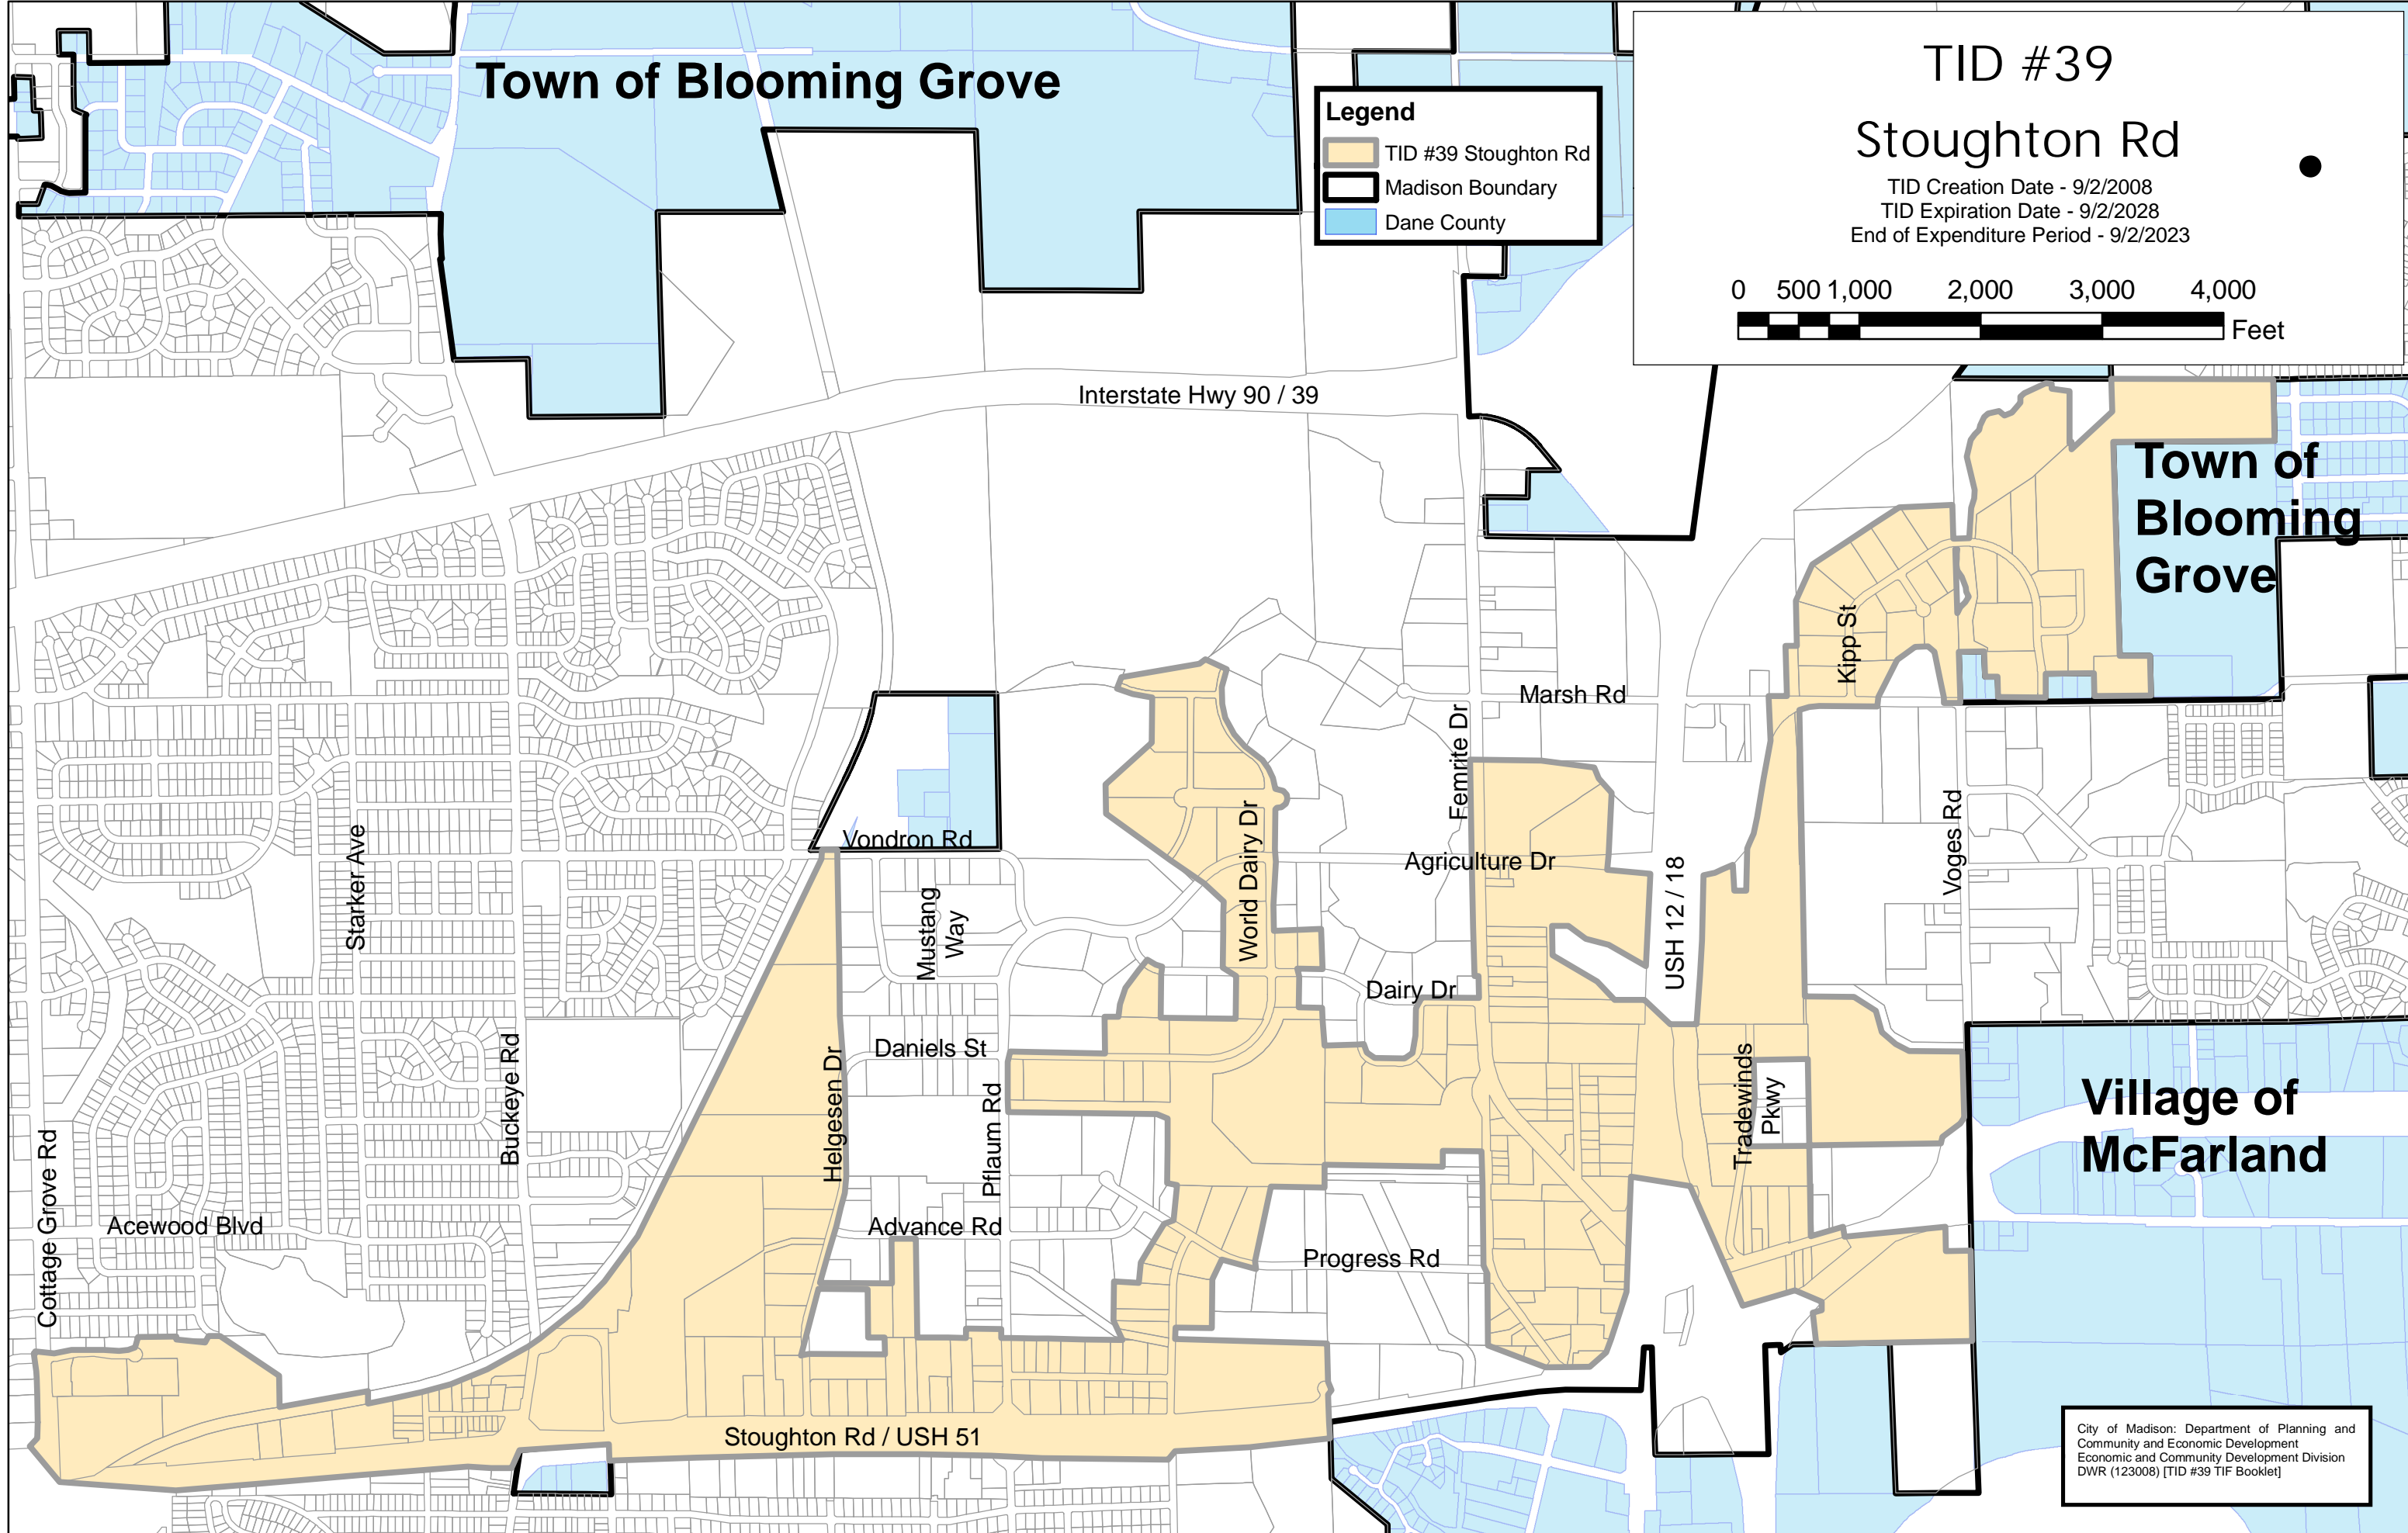 Town of Blooming Grove
Legend
TID #39 Stoughton Rd
Madison Boundary
Dane County
TID #39
Stoughton Rd
TID Creation Date - 9/2/2008
TID Expiration Date - 9/2/2028
End of Expenditure Period - 9/2/2023
0 500 1,000 2,000 3,000 4,000
Feet
Interstate Hwy 90 / 39
Town of
Blooming
Grove
Kipp St
Marsh Rd
Femrite Dr
Vondron Rd
World Dairy Dr
Agriculture Dr
Voges Rd
Starker Ave
Mustang
Way
USH 12 / 18
Dairy Dr
Buckeye Rd
Daniels St
Helgesen Dr
Pflaum Rd
Tradewinds
Pkwy
Village of
McFarland
Cottage Grove Rd
Acewood Blvd
Advance Rd
Progress Rd
Stoughton Rd / USH 51
City of Madison: Department of Planning and
Community and Economic Development
Economic and Community Development Division
DWR (123008) [TID #39 TIF Booklet]